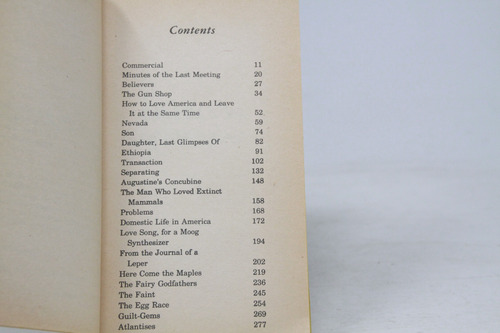 Contents
Commercial 11
Minutes of the Last Meeting 20
Believers 27
The Gun Shop 34
How to Love America and Leave
It at the Same Time 52
Nevada 59
Son 74
Daughter, Last Glimpses Of 82
Ethiopia 91
Transaction 102
Separating 132
Augustine's Concubine 148
The Man Who Loved Extinct
Mammals 158
Problems 168
Domestic Life in America 172
Love Song, for a Moog
Synthesizer 194
From the Journal of a
Leper 202
Here Come the Maples 219
The Fairy Godfathers 236
The Faint 245
The Egg Race 254
Guilt-Gems 269
Atlantises 277